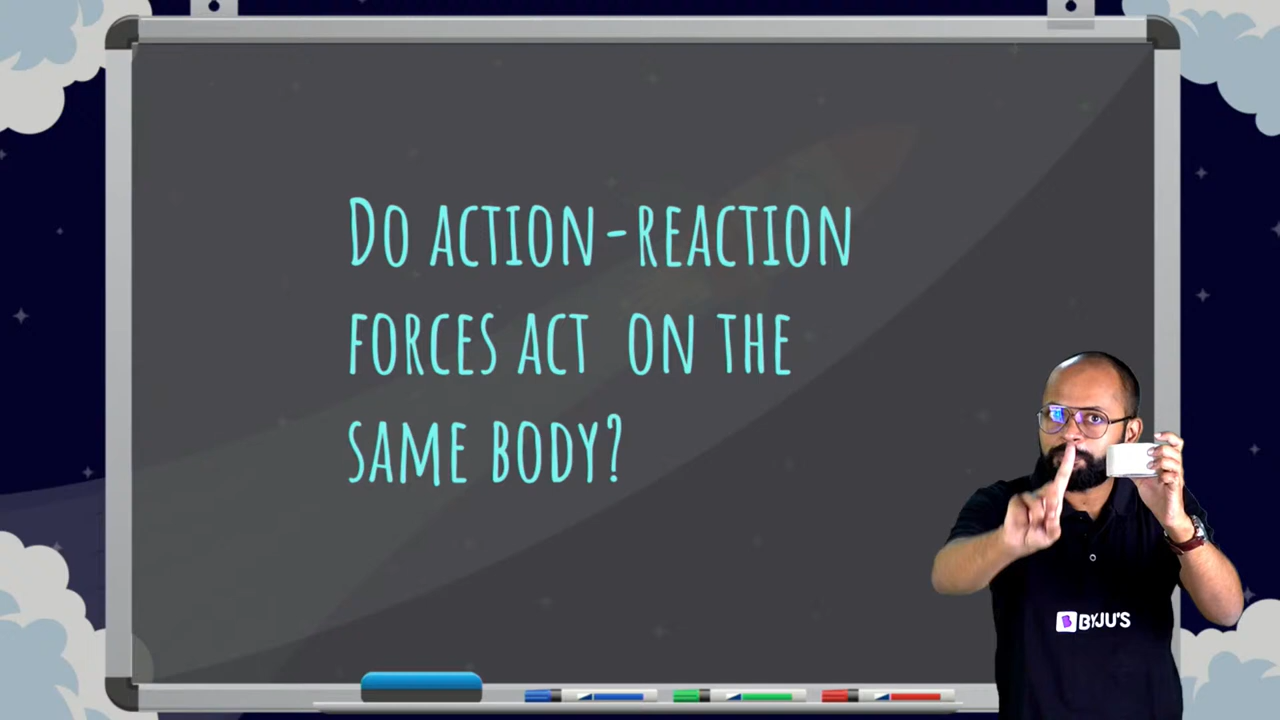 Do action-reaction
forces act on the
same body?
BYJU'S